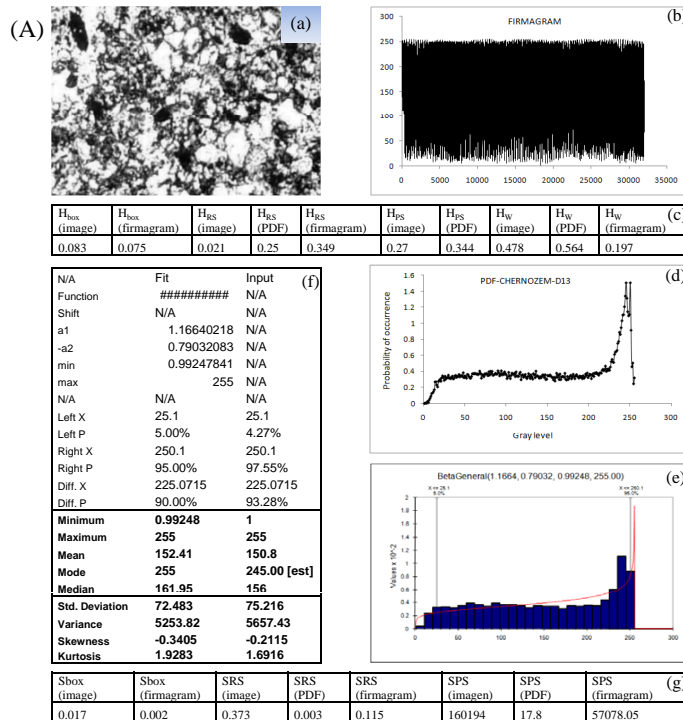 (A)
(a)
FIRMAGRAM
(b)
300
250
200
150
100
50
0
0 5000 10000 15000 20000 25000 30000 35000
Hbox (image) Hbox (firmagram) HRS (image) HRS (PDF) HRS (firmagram) HPS (image) HPS (PDF) HW (image) HW (PDF) HW (firmagram) (c)
0.083 0.075 0.021 0.25 0.349 0.27 0.344 0.478 0.564 0.197
N/A Fit Input (f)
Function ########## N/A
Shift N/A N/A
a1 1.16640218 N/A
-a2 0.79032083 N/A
min 0.99247841 N/A
max 255 N/A
N/A N/A N/A
Left X 25.1 25.1
Left P 5.00% 4.27%
Right X 250.1 250.1
Right P 95.00% 97.55%
Diff. X 225.0715 225.0715
Diff. P 90.00% 93.28%
Minimum 0.99248 1
Maximum 255 255
Mean 152.41 150.8
Mode 255 245.00 [est]
Median 161.95 156
Std. Deviation 72.483 75.216
Variance 5253.82 5657.43
Skewness -0.3405 -0.2115
Kurtosis 1.9283 1.6916
PDF-CHERNOZEM-D13
(d)
Probability of occurrence
1.6
1.4
1.2
1
0.8
0.6
0.4
0.2
0
0 50 100 150 200 250 300
Gray level
(e)
BetaGeneral(1.1664, 0.79032, 0.99248, 255.00)
5.0%
95.0%
Values x 10^-2
2
1.8
1.6
1.4
1.2
1
0.8
0.6
0.4
0.2
0
0 50 100 150 200 250 300
Sbox (image) Sbox (firmagram) SRS (image) SRS (PDF) SRS (firmagram) SPS (imagen) SPS (PDF) SPS (firmagram) (g)
0.017 0.002 0.373 0.003 0.115 160194 17.8 57078.05